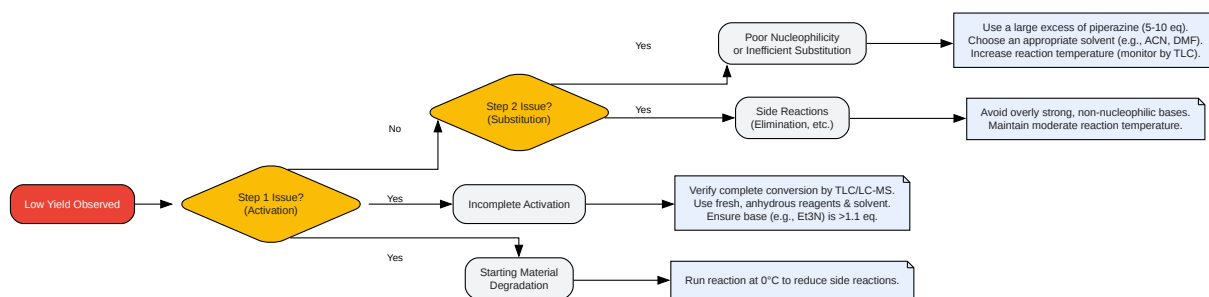 Low Yield Observed
Step 1 Issue?
(Activation)
No
Step 2 Issue?
(Substitution)
Yes
Poor Nucleophilicity
or Inefficient Substitution
Use a large excess of piperazine (5-10 eq).
Choose an appropriate solvent (e.g., ACN, DMF).
Increase reaction temperature (monitor by TLC).
Yes
Side Reactions
(Elimination, etc.)
Avoid overly strong, non-nucleophilic bases.
Maintain moderate reaction temperature.
Yes
Incomplete Activation
Verify complete conversion by TLC/LC-MS.
Use fresh, anhydrous reagents & solvent.
Ensure base (e.g., Et3N) is >1.1 eq.
Yes
Starting Material
Degradation
Run reaction at 0°C to reduce side reactions.